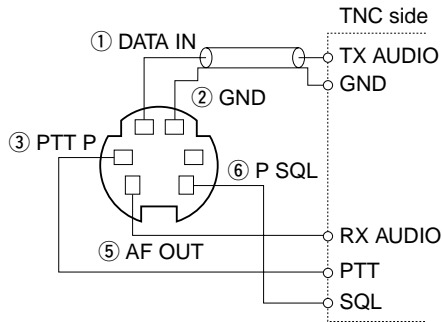 TNC side
① DATA IN
TX AUDIO
② GND
GND
③ PTT P
⑥ P SQL
⑤ AF OUT
RX AUDIO
PTT
SQL